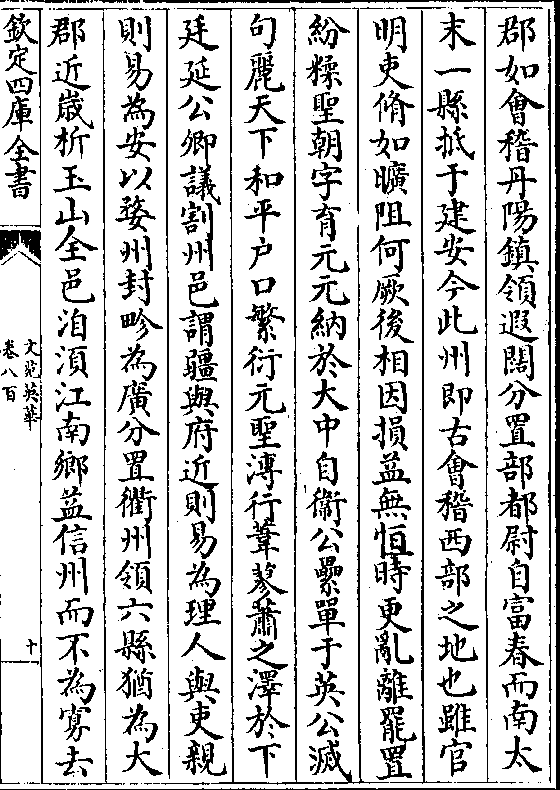 郡如會稽丹陽鎮領遐闊分置部都尉自富春而南太
末一縣抵于建安今此州即古會稽西部之地也雖官
明吏脩如曠阻何厥後相因損益無恒時更亂離罷置
紛糅聖朝字育元元納於大中自衛公纍單于英公滅
句麗天下和平户口繁衍元聖溥行葦蓼蕭之澤於下
廷延公卿議割州邑謂疆與府近則易為理人與吏親
則易為安以婺州封畛為廣分置衢州領六縣猶為大
郡近歲析玉山全邑洎湏江南鄉益信州而不為寡去
欽定四庫全書
文苑英華
卷八百
十